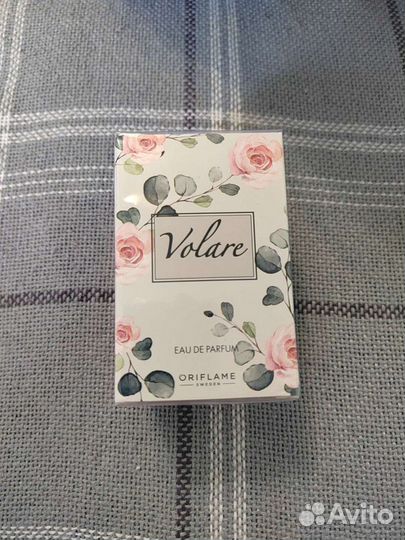 Volare
EAU DE PARFUM
ORIFLAME
SWEDEN
Avito